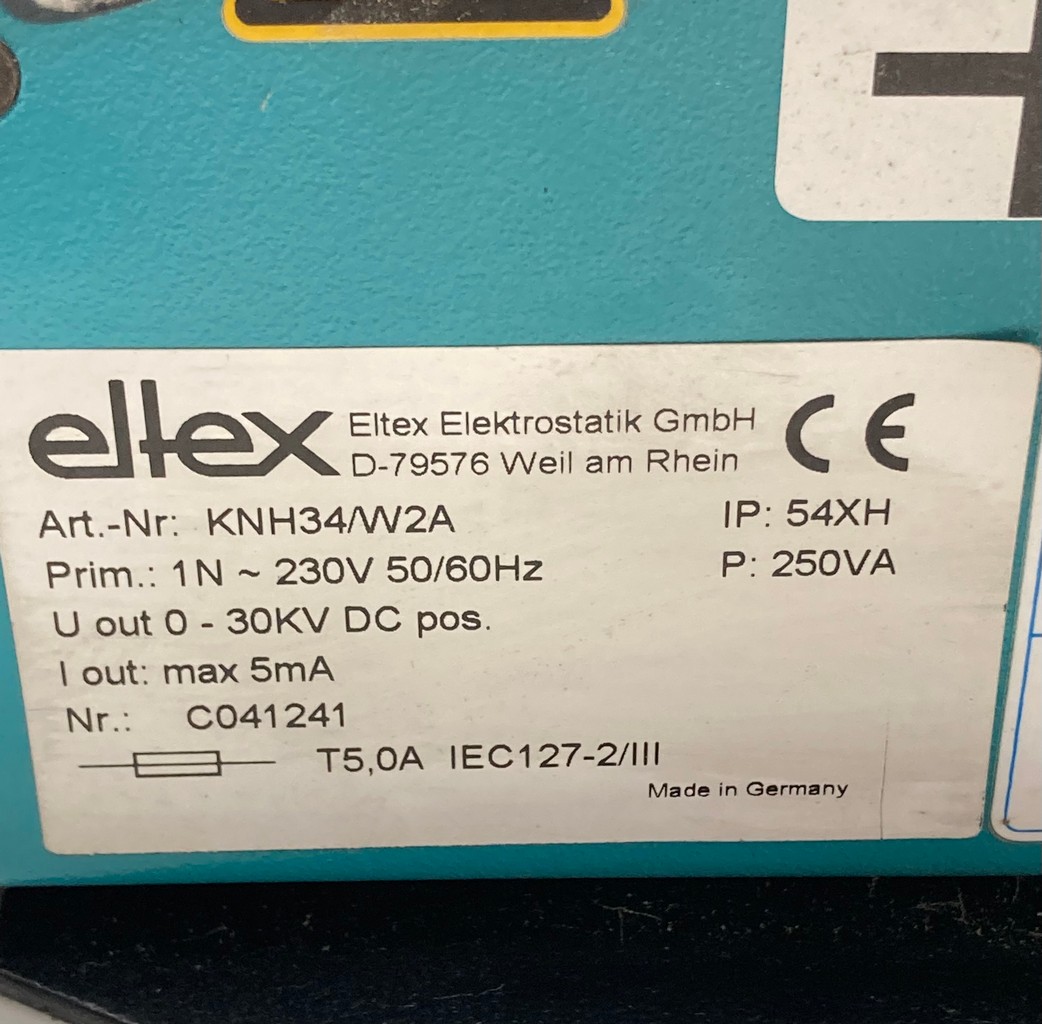 eltex Eltex Elektrostatik GmbH CE
D-79576 Weil am Rhein
Art.-Nr: KNH34/W2A IP: 54XH
Prim.: 1N ~ 230V 50/60Hz P: 250VA
U out 0 - 30KV DC pos.
I out: max 5mA
Nr.: C041241
T5,0A IEC127-2/III
Made in Germany